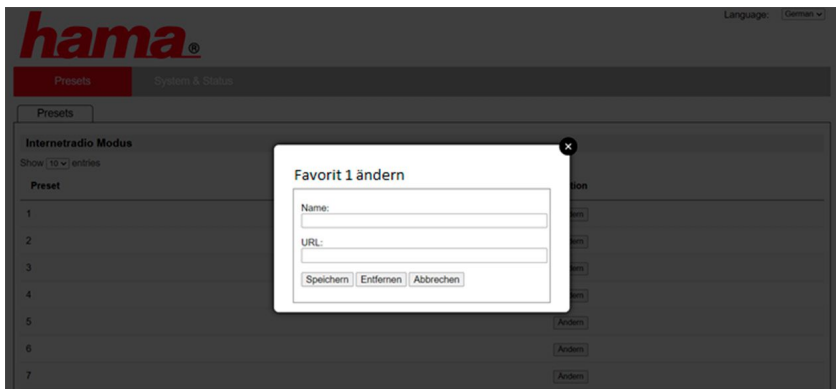 Language: German
hama.®
Presets System & Status
Presets
Internetradio Modus
Show 10 entries
Preset
Favorit 1 ändern
Name:
URL:
Speichern Entfernen Abbrechen
1
2
3
4
5 Ändern
6 Ändern
7 Ändern